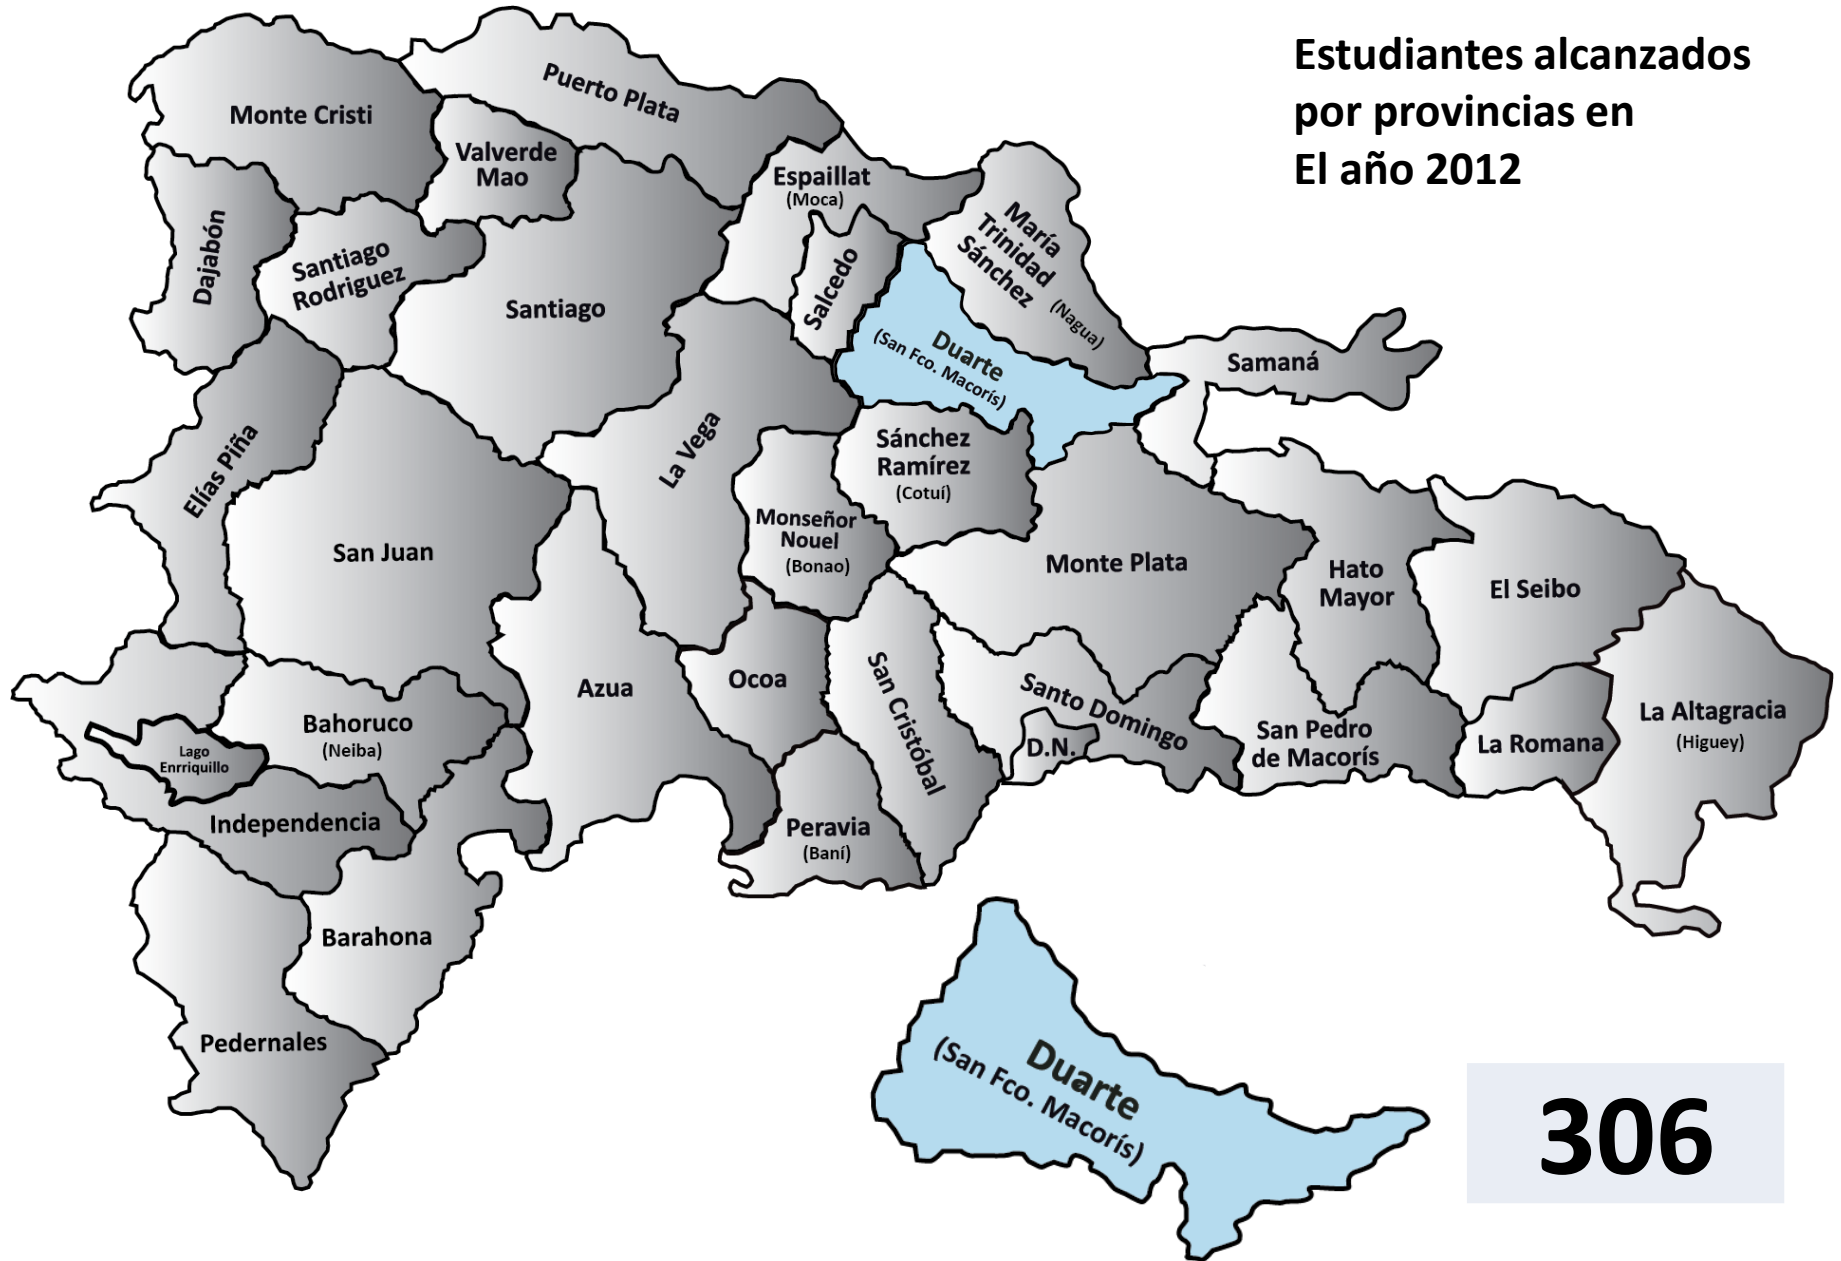 Estudiantes alcanzados
por provincias en
El año 2012
Puerto Plata
Monte Cristi
Valverde
Mao
Espaillat
(Moca)
María
Trinidad
Sánchez
(Nagua)
Dajabón
Santiago
Rodriguez
Santiago
Salcedo
Duarte
(San Fco. Macorís)
Samaná
Elías Piña
La Vega
Sánchez
Ramírez
(Cotuí)
San Juan
Monseñor
Nouel
(Bonao)
Monte Plata
Hato
Mayor
El Seibo
Azua
Ocoa
San Cristóbal
Santo Domingo
D.N.
San Pedro
de Macorís
La Romana
La Altagracia
(Higuey)
Bahoruco
(Neiba)
Lago
Enrriquillo
Independencia
Peravia
(Baní)
Barahona
Pedernales
Duarte
(San Fco. Macorís)
306